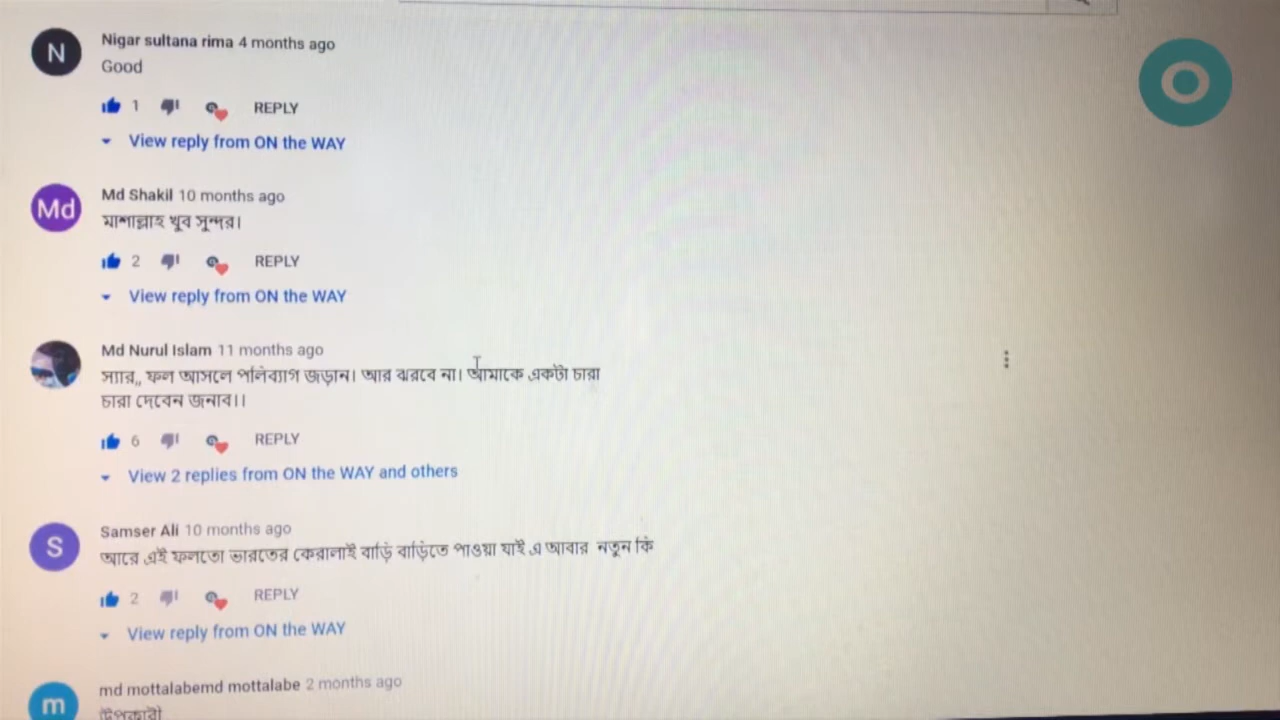 N
Nigar sultana rima 4 months ago
Good
1 REPLY
View reply from ON the WAY
Md
Md Shakil 10 months ago
মাশাল্লাহ খুব সুন্দর।
2 REPLY
View reply from ON the WAY
Md Nurul Islam 11 months ago
স্যার,, ফল আসলে পলিব্যাগ জড়ান। আর ঝরবে না। আমাকে একটা চারা
চারা দেবেন জনাব।।
6 REPLY
View 2 replies from ON the WAY and others
S
Samser Ali 10 months ago
আরে এই ফলতো ভারতের কেরালাই বাড়ি বাড়িতে পাওয়া যাই এ আবার নতুন কি
2 REPLY
View reply from ON the WAY
m
md mottalabemd mottalabe 2 months ago
উপকারী